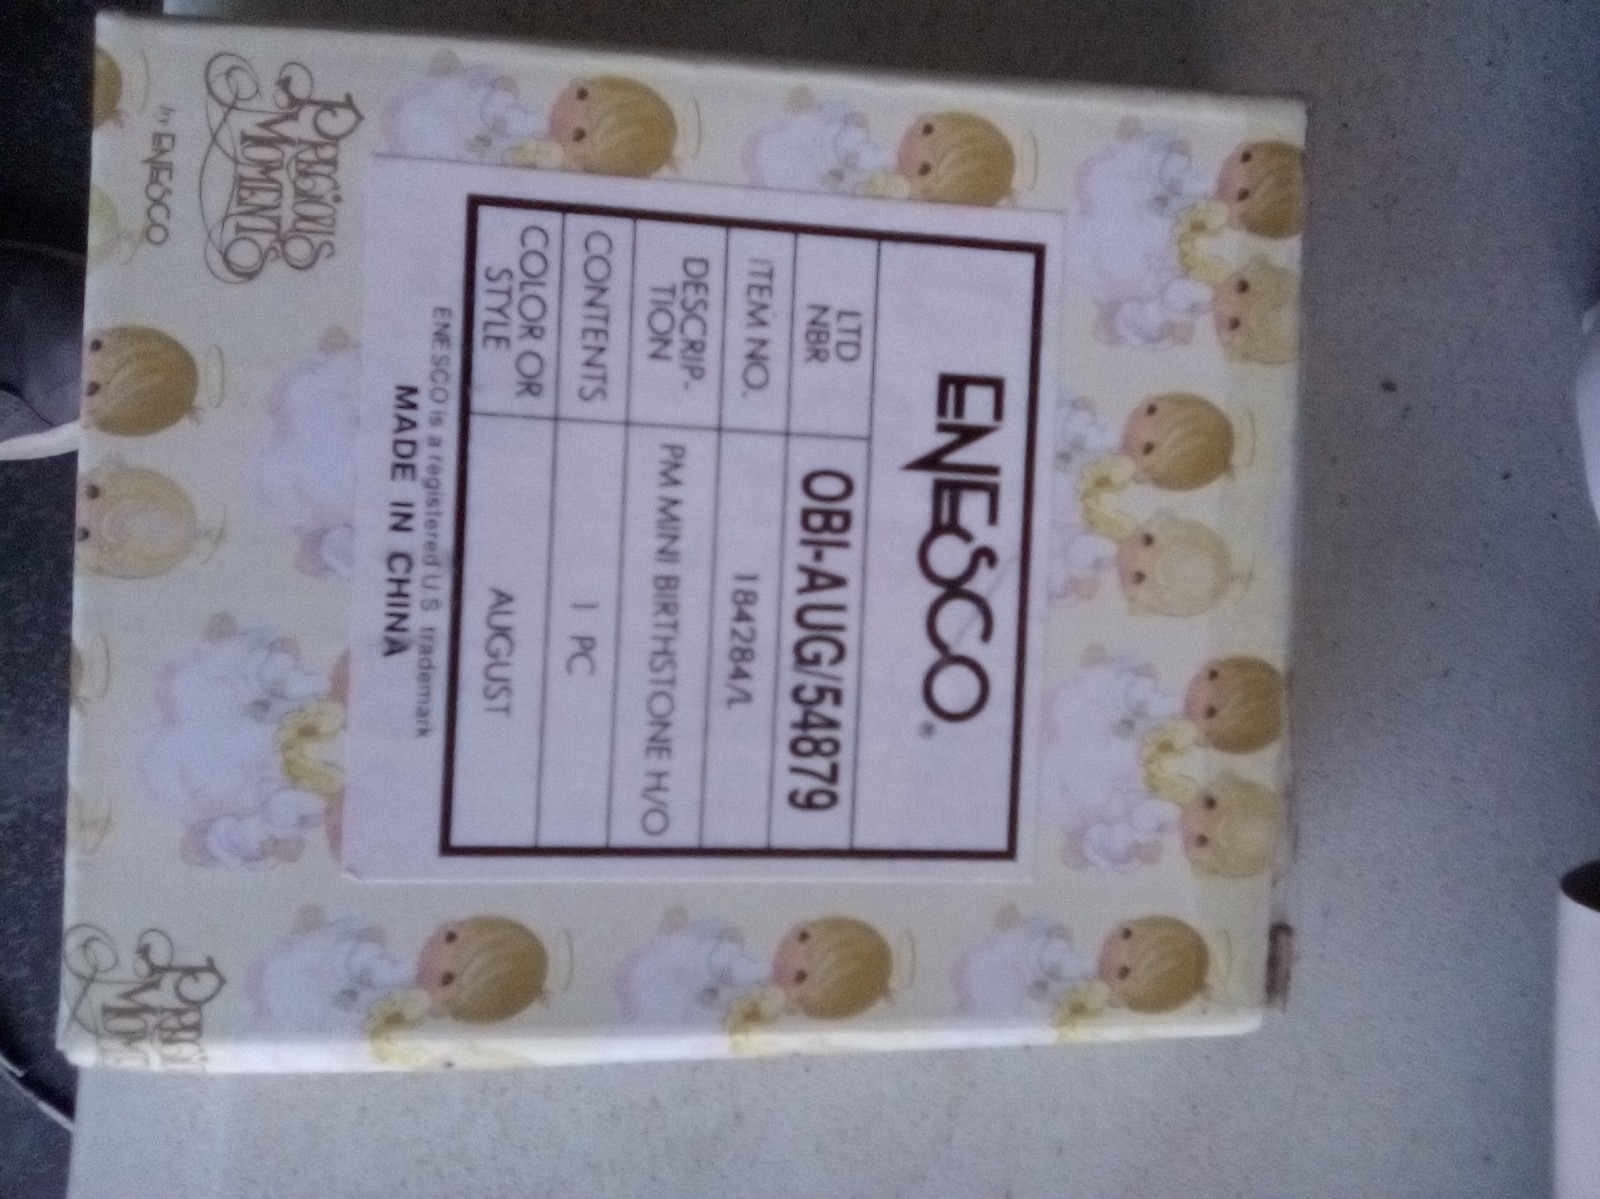 PRECIOUS
MOMENTS
by ENESCO
ENESCO®
LTD NBR
OBI-AUG/54879
ITEM NO.
184284/L
DESCRIP-
TION
PM MINI BIRTHSTONE H/O
CONTENTS
1 PC
COLOR OR
STYLE
AUGUST
ENESCO is a registered U.S. trademark
MADE IN CHINA